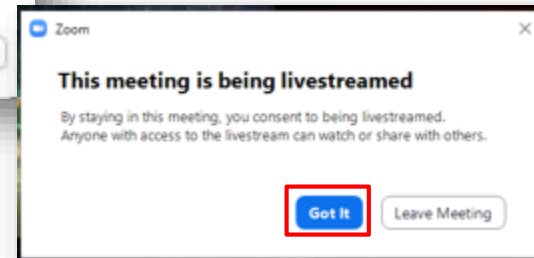 Zoom
This meeting is being livestreamed
By staying in this meeting, you consent to being livestreamed.
Anyone with access to the livestream can watch or share with others.
Got It
Leave Meeting